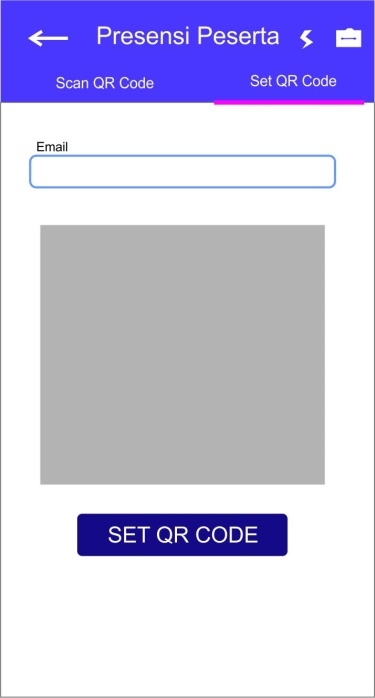 Presensi Peserta
Scan QR Code
Set QR Code
Email
SET QR CODE